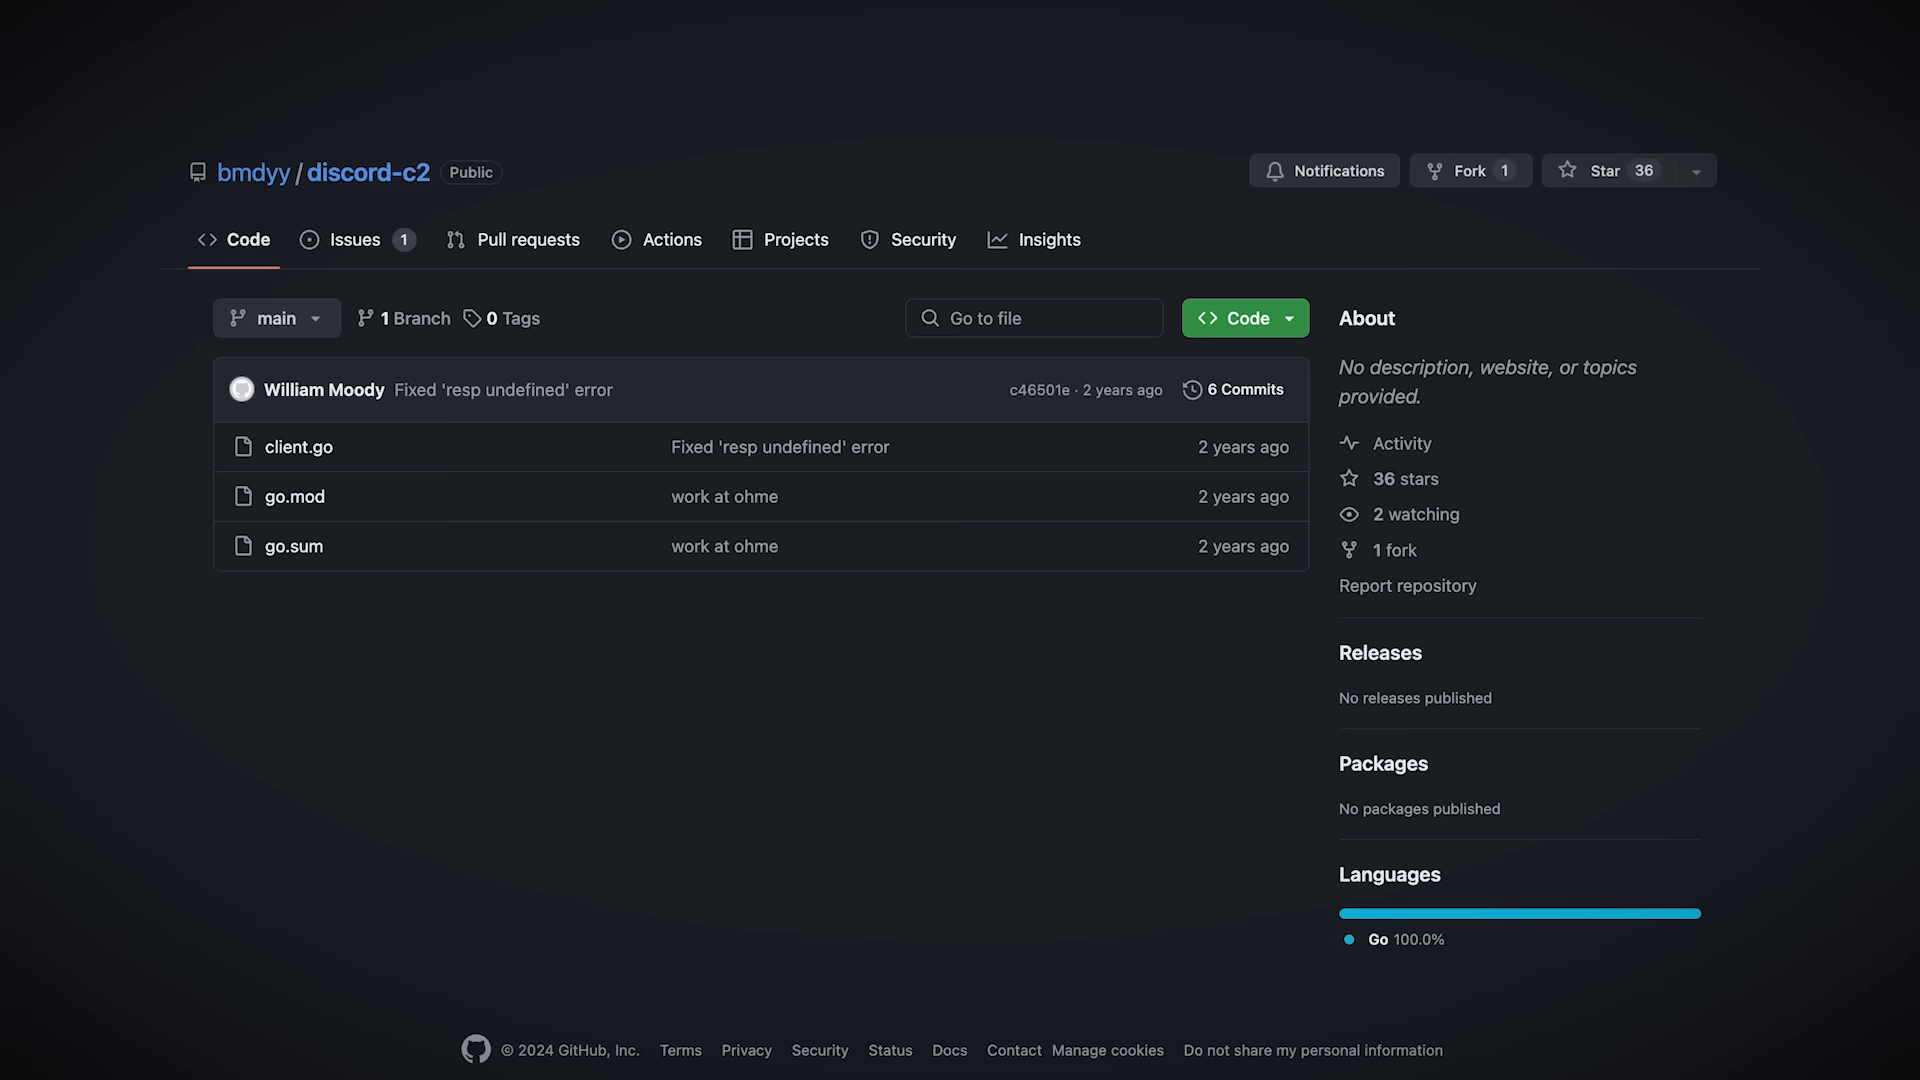 bmdyy / discord-c2 Public
Notifications Fork 1 Star 36
Code Issues 1 Pull requests Actions Projects Security Insights
main 1 Branch 0 Tags Go to file Code
William Moody Fixed 'resp undefined' error c46501e · 2 years ago 6 Commits
client.go Fixed 'resp undefined' error 2 years ago
go.mod work at ohme 2 years ago
go.sum work at ohme 2 years ago
About
No description, website, or topics
provided.
Activity
36 stars
2 watching
1 fork
Report repository
Releases
No releases published
Packages
No packages published
Languages
Go 100.0%
© 2024 GitHub, Inc. Terms Privacy Security Status Docs Contact Manage cookies Do not share my personal information